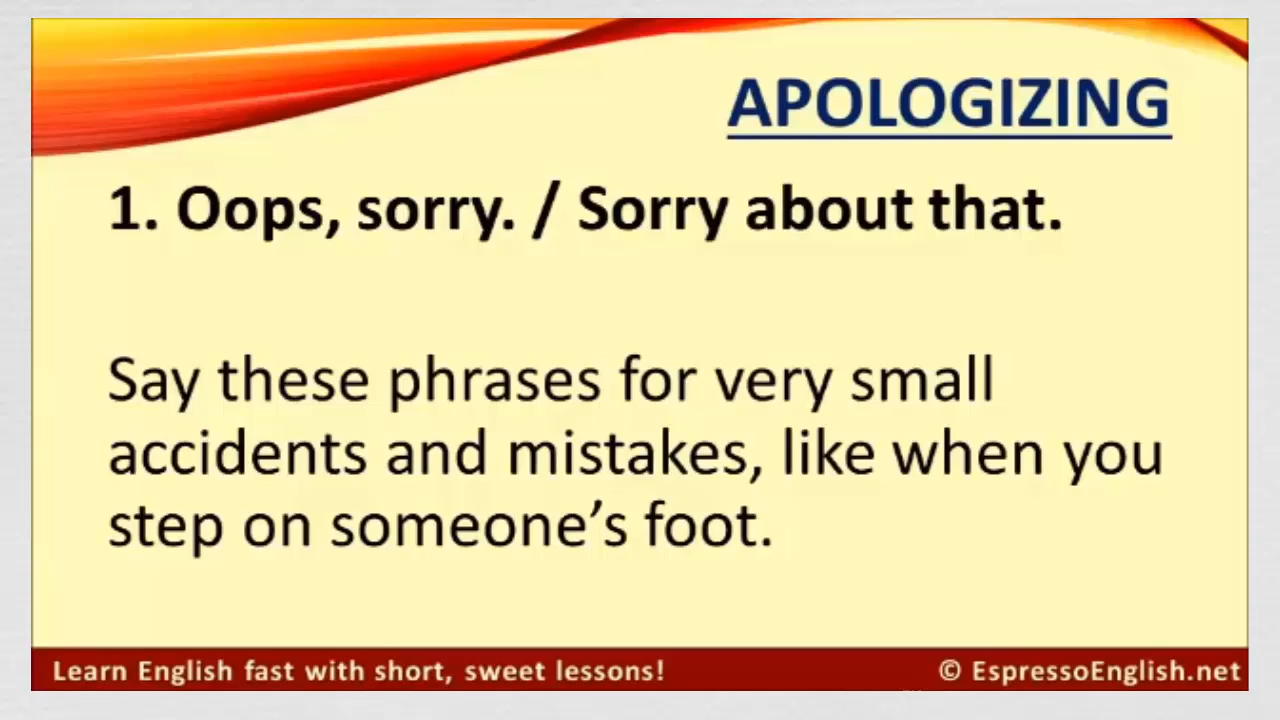 APOLOGIZING
1. Oops, sorry. / Sorry about that.
Say these phrases for very small
accidents and mistakes, like when you
step on someone’s foot.
Learn English fast with short, sweet lessons!
© EspressoEnglish.net